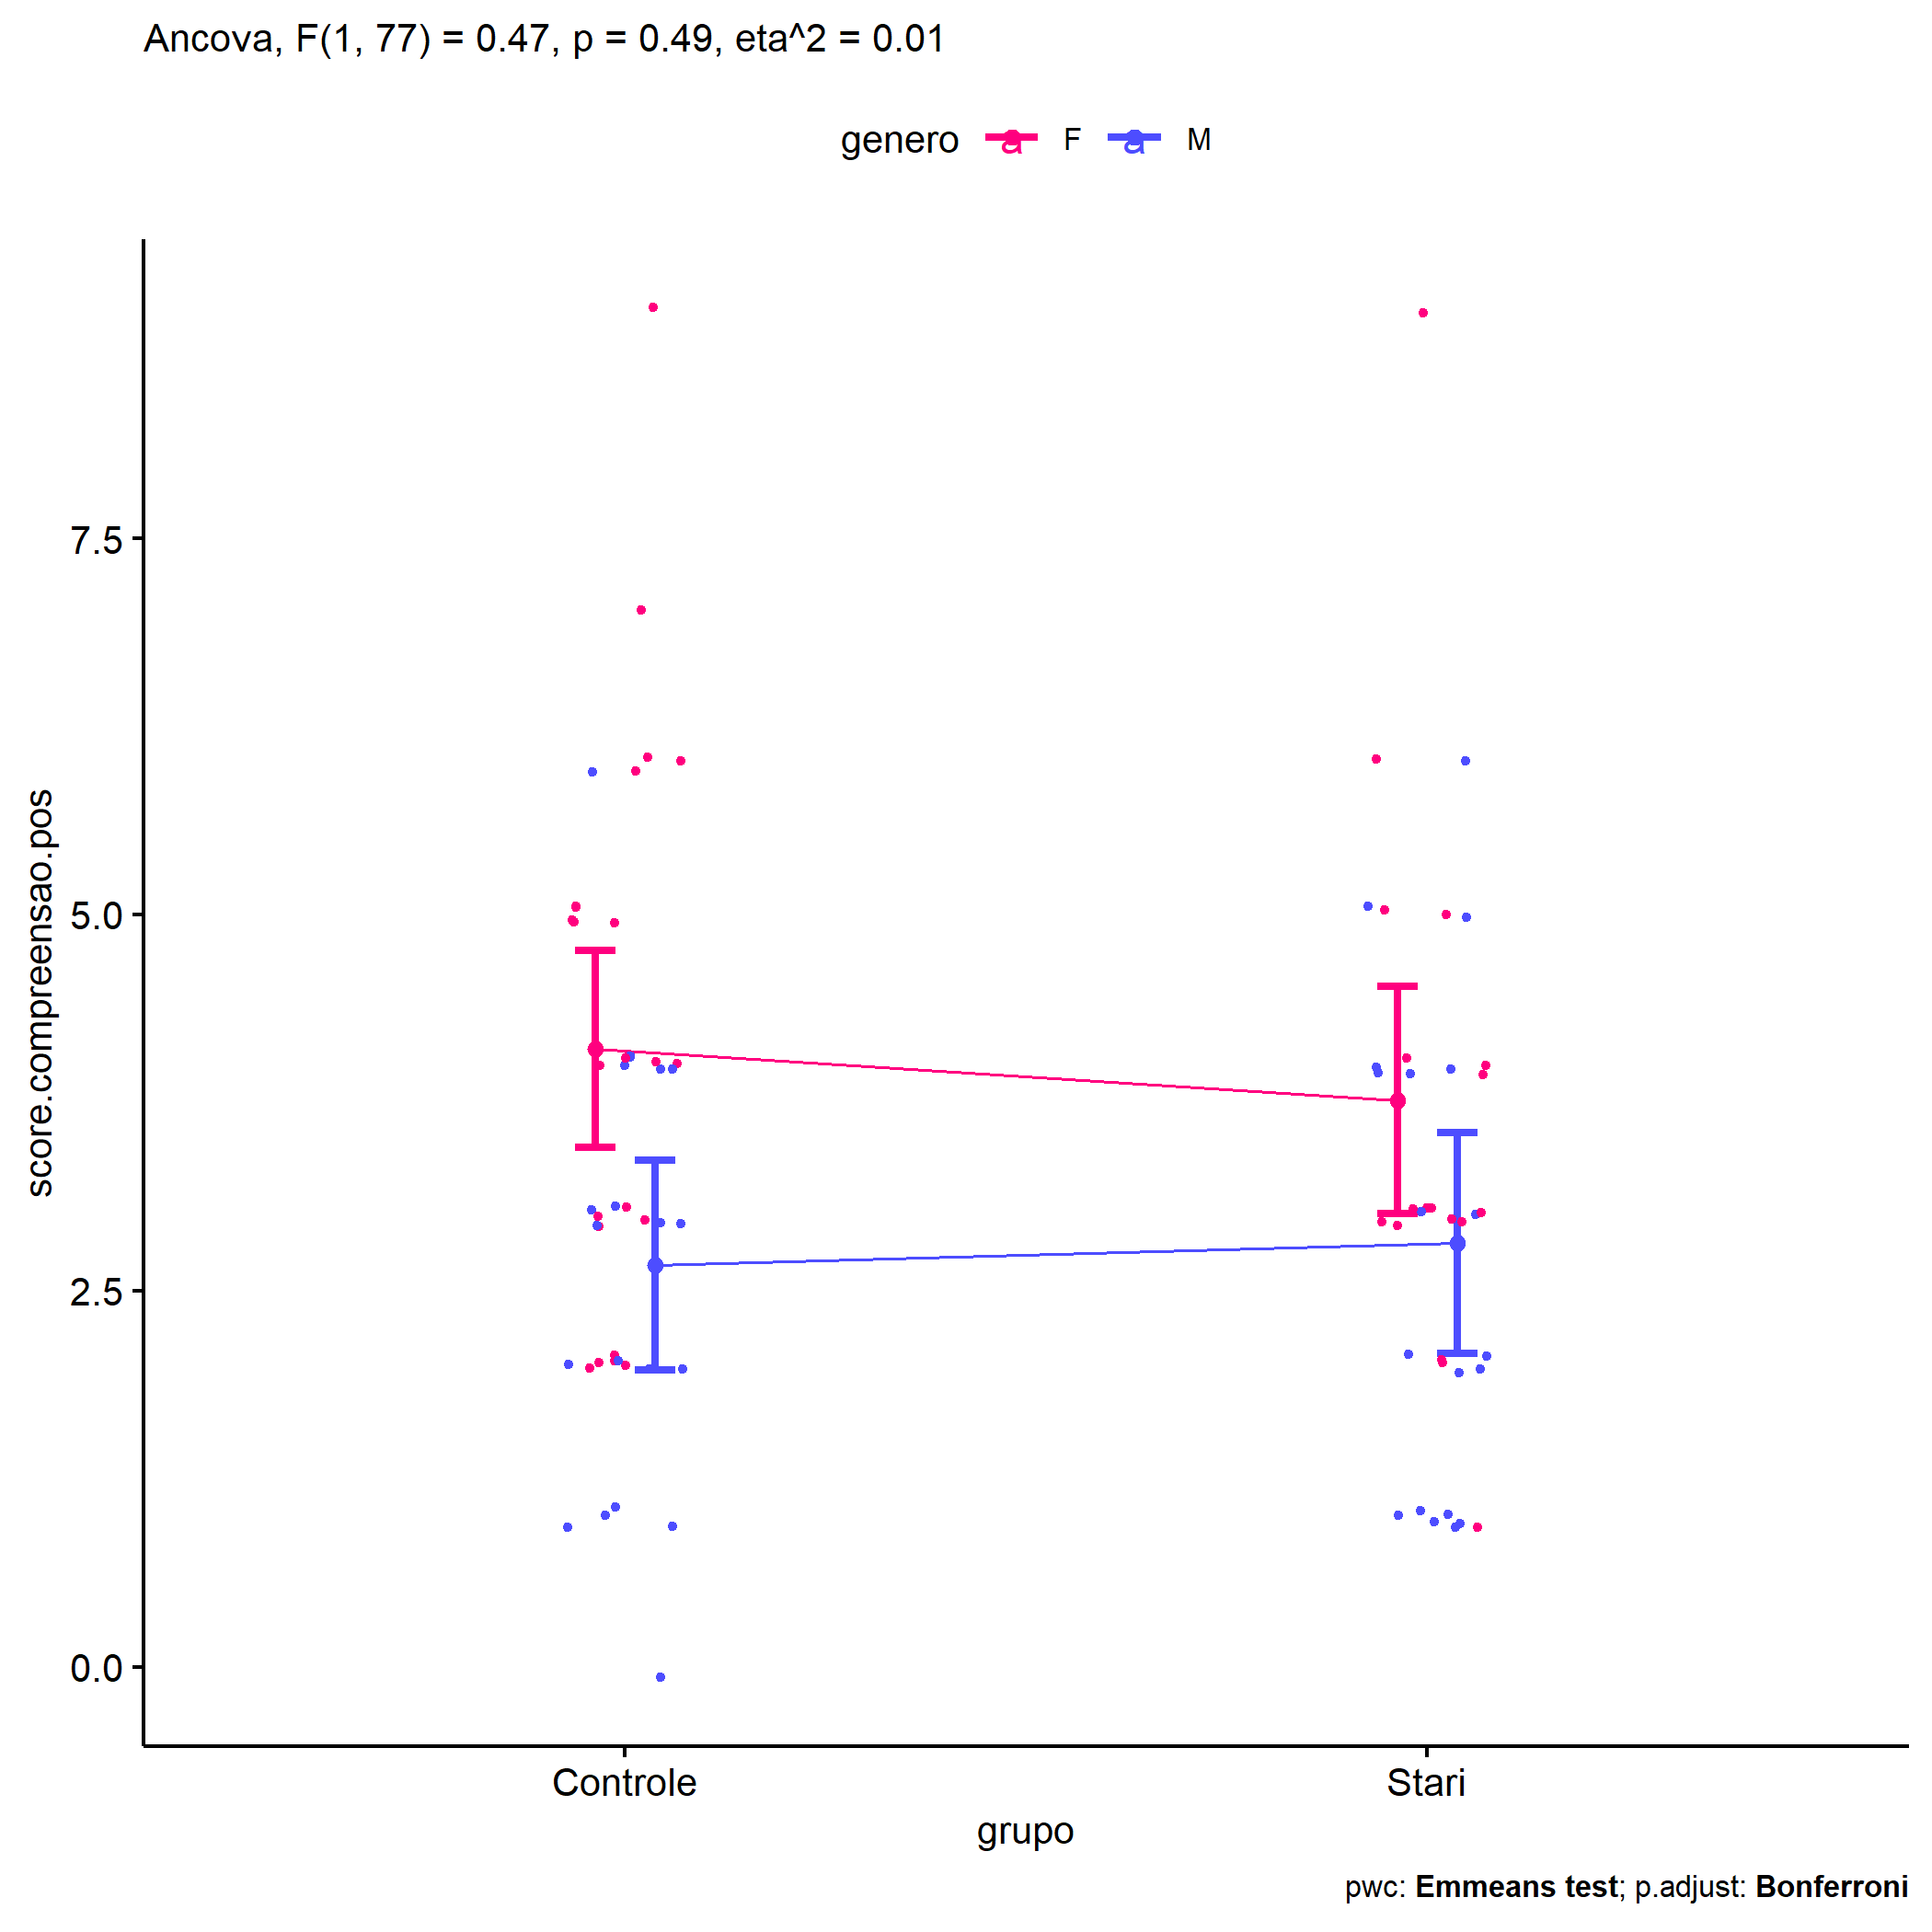 Ancova, F(1, 77) = 0.47, p = 0.49, eta^2 = 0.01
genero a F a M
score.compreensao.pos
7.5
5.0
2.5
0.0
Controle Stari
grupo
pwc: Emmeans test; p.adjust: Bonferroni